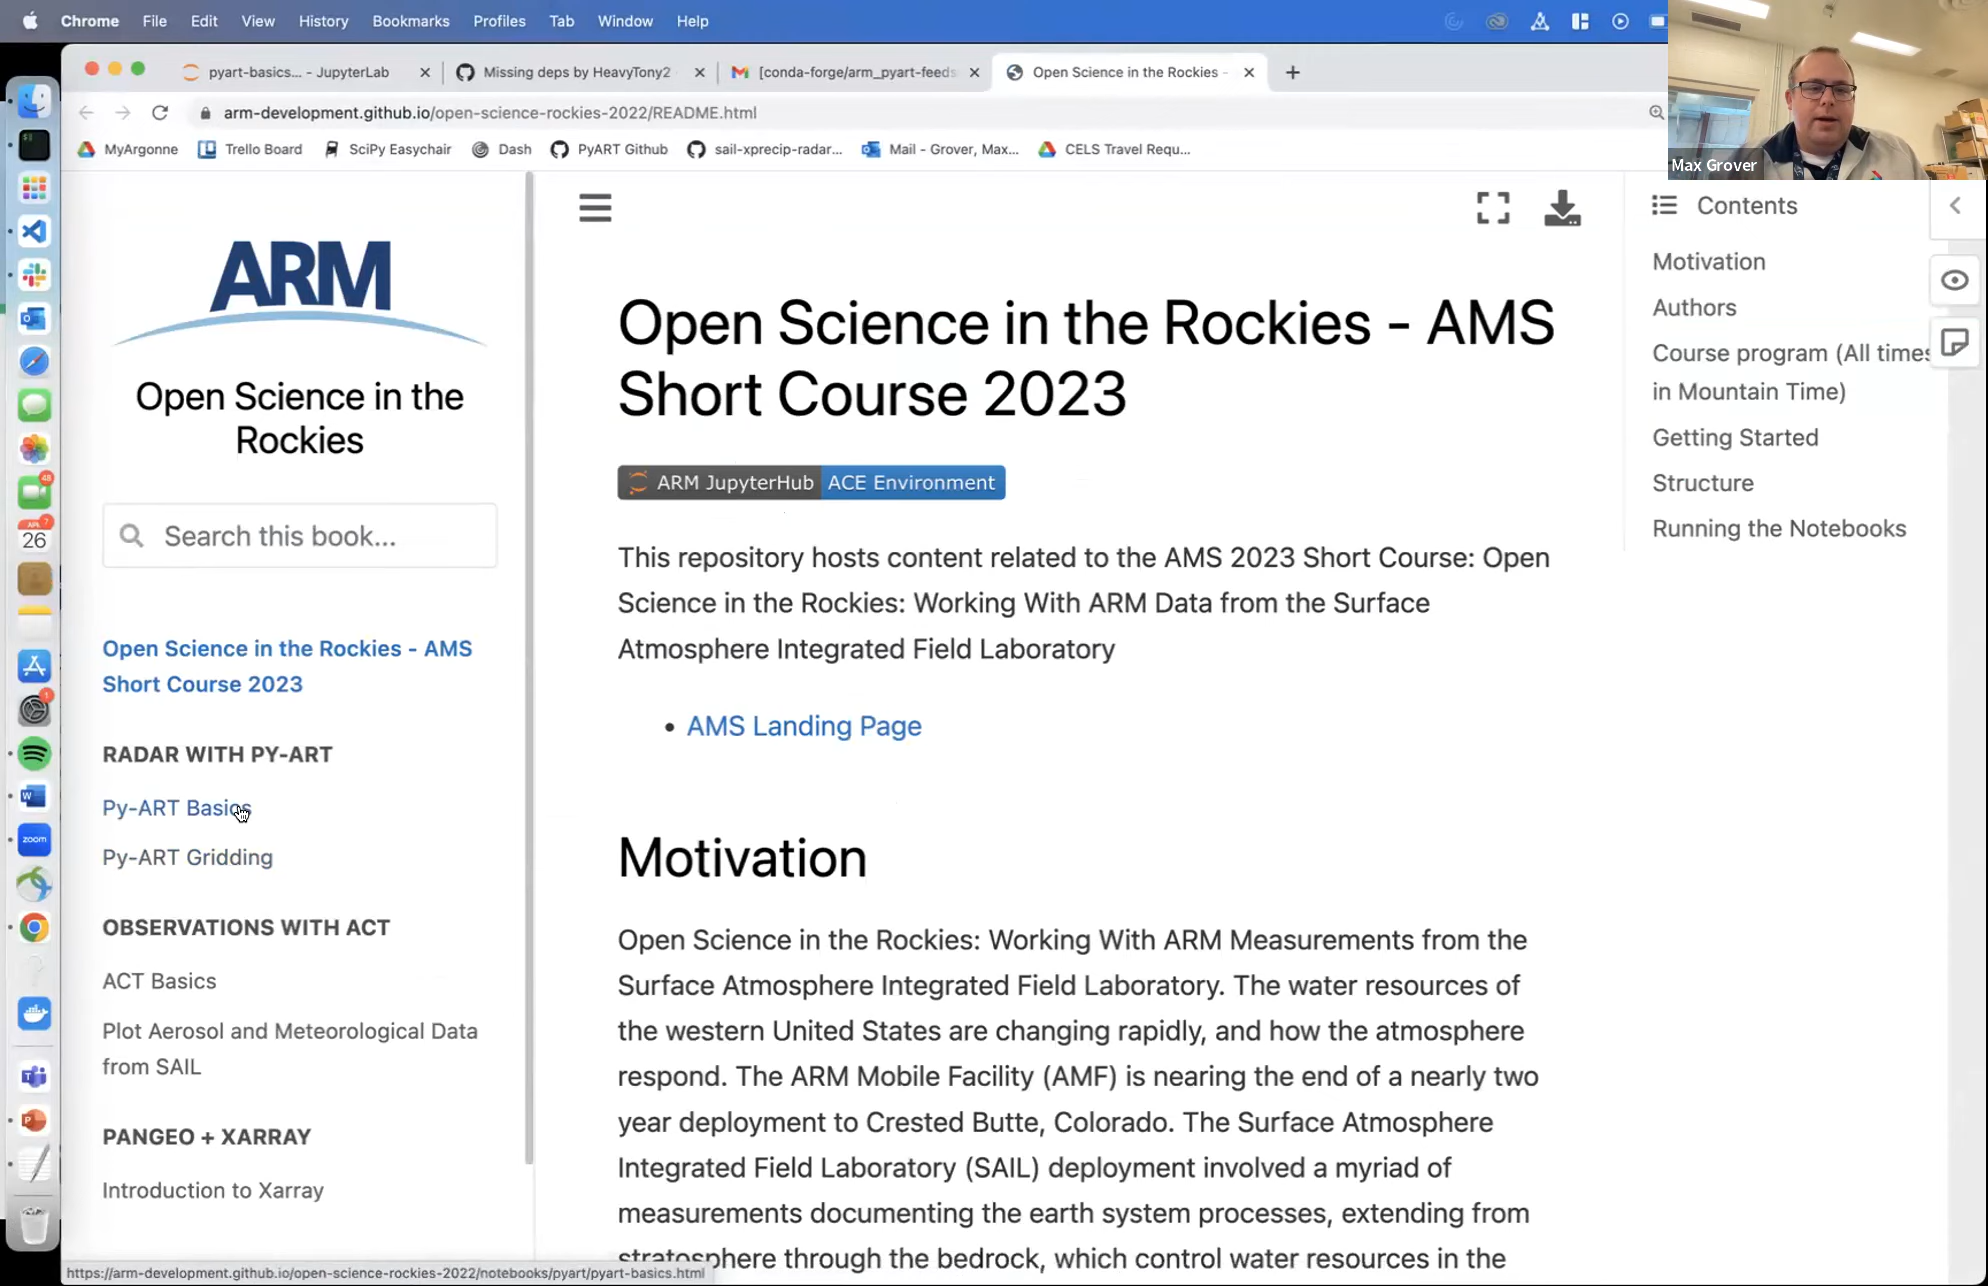 Chrome File Edit View History Bookmarks Profiles Tab Window Help
pyart-basics... - JupyterLab
Missing deps by HeavyTony2
[conda-forge/arm_pyart-feeds
Open Science in the Rockies -
arm-development.github.io/open-science-rockies-2022/README.html
MyArgonne
Trello Board
SciPy Easychair
Dash
PyART Github
sail-xprecip-radar...
Mail - Grover, Max...
CELS Travel Requ...
Max Grover
ARM
Open Science in the
Rockies
Search this book...
Open Science in the Rockies - AMS
Short Course 2023
RADAR WITH PY-ART
Py-ART Basics
Py-ART Gridding
OBSERVATIONS WITH ACT
ACT Basics
Plot Aerosol and Meteorological Data
from SAIL
PANGEO + XARRAY
Introduction to Xarray
Open Science in the Rockies - AMS
Short Course 2023
ARM JupyterHub ACE Environment
This repository hosts content related to the AMS 2023 Short Course: Open
Science in the Rockies: Working With ARM Data from the Surface
Atmosphere Integrated Field Laboratory
• AMS Landing Page
Motivation
Open Science in the Rockies: Working With ARM Measurements from the
Surface Atmosphere Integrated Field Laboratory. The water resources of
the western United States are changing rapidly, and how the atmosphere
respond. The ARM Mobile Facility (AMF) is nearing the end of a nearly two
year deployment to Crested Butte, Colorado. The Surface Atmosphere
Integrated Field Laboratory (SAIL) deployment involved a myriad of
measurements documenting the earth system processes, extending from
stratosphere through the bedrock, which control water resources in the
Contents
Motivation
Authors
Course program (All times
in Mountain Time)
Getting Started
Structure
Running the Notebooks
48
APR 7
26
1
W
zoom
P
https://arm-development.github.io/open-science-rockies-2022/notebooks/pyart/pyart-basics.html